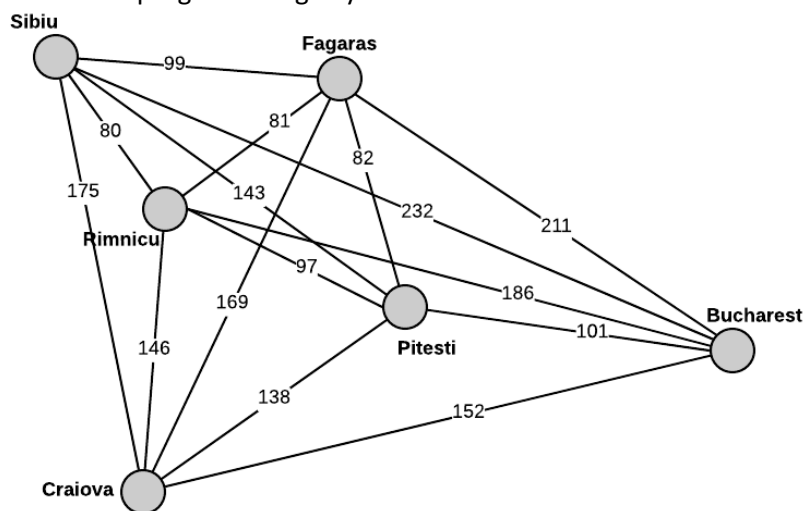 Sibiu
Fagaras
99
81
80
82
175
143
232
211
Rimnicu
97
186
169
Bucharest
101
Pitesti
146
138
152
Craiova